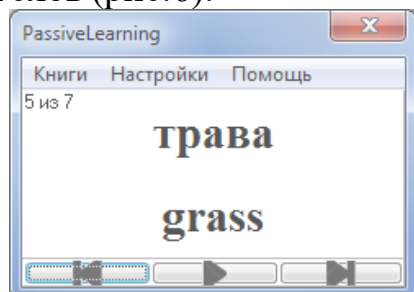 PassiveLearning
Книги Настройки Помощь
5 из 7
трава
grass